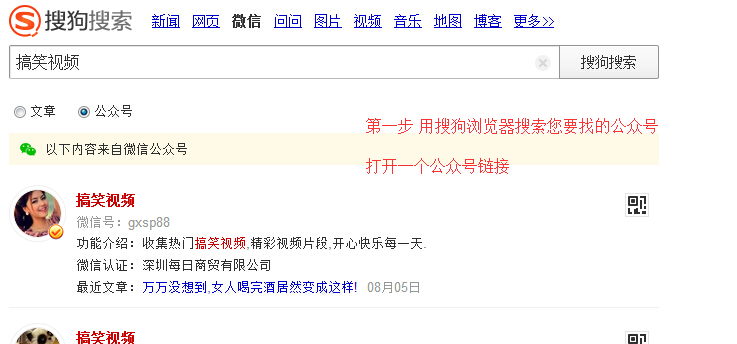 搜狗搜索 新闻 网页 微信 问问 图片 视频 音乐 地图 博客 更多>>
搞笑视频 搜狗搜索
文章 公众号
第一步 用搜狗浏览器搜索您要找的公众号
以下内容来自微信公众号
打开一个公众号链接
搞笑视频
微信号：gxsp88
功能介绍：收集热门搞笑视频,精彩视频片段,开心快乐每一天.
微信认证：深圳每日商贸有限公司
最近文章：万万没想到,女人喝完酒居然变成这样! 08月05日
搞笑视频